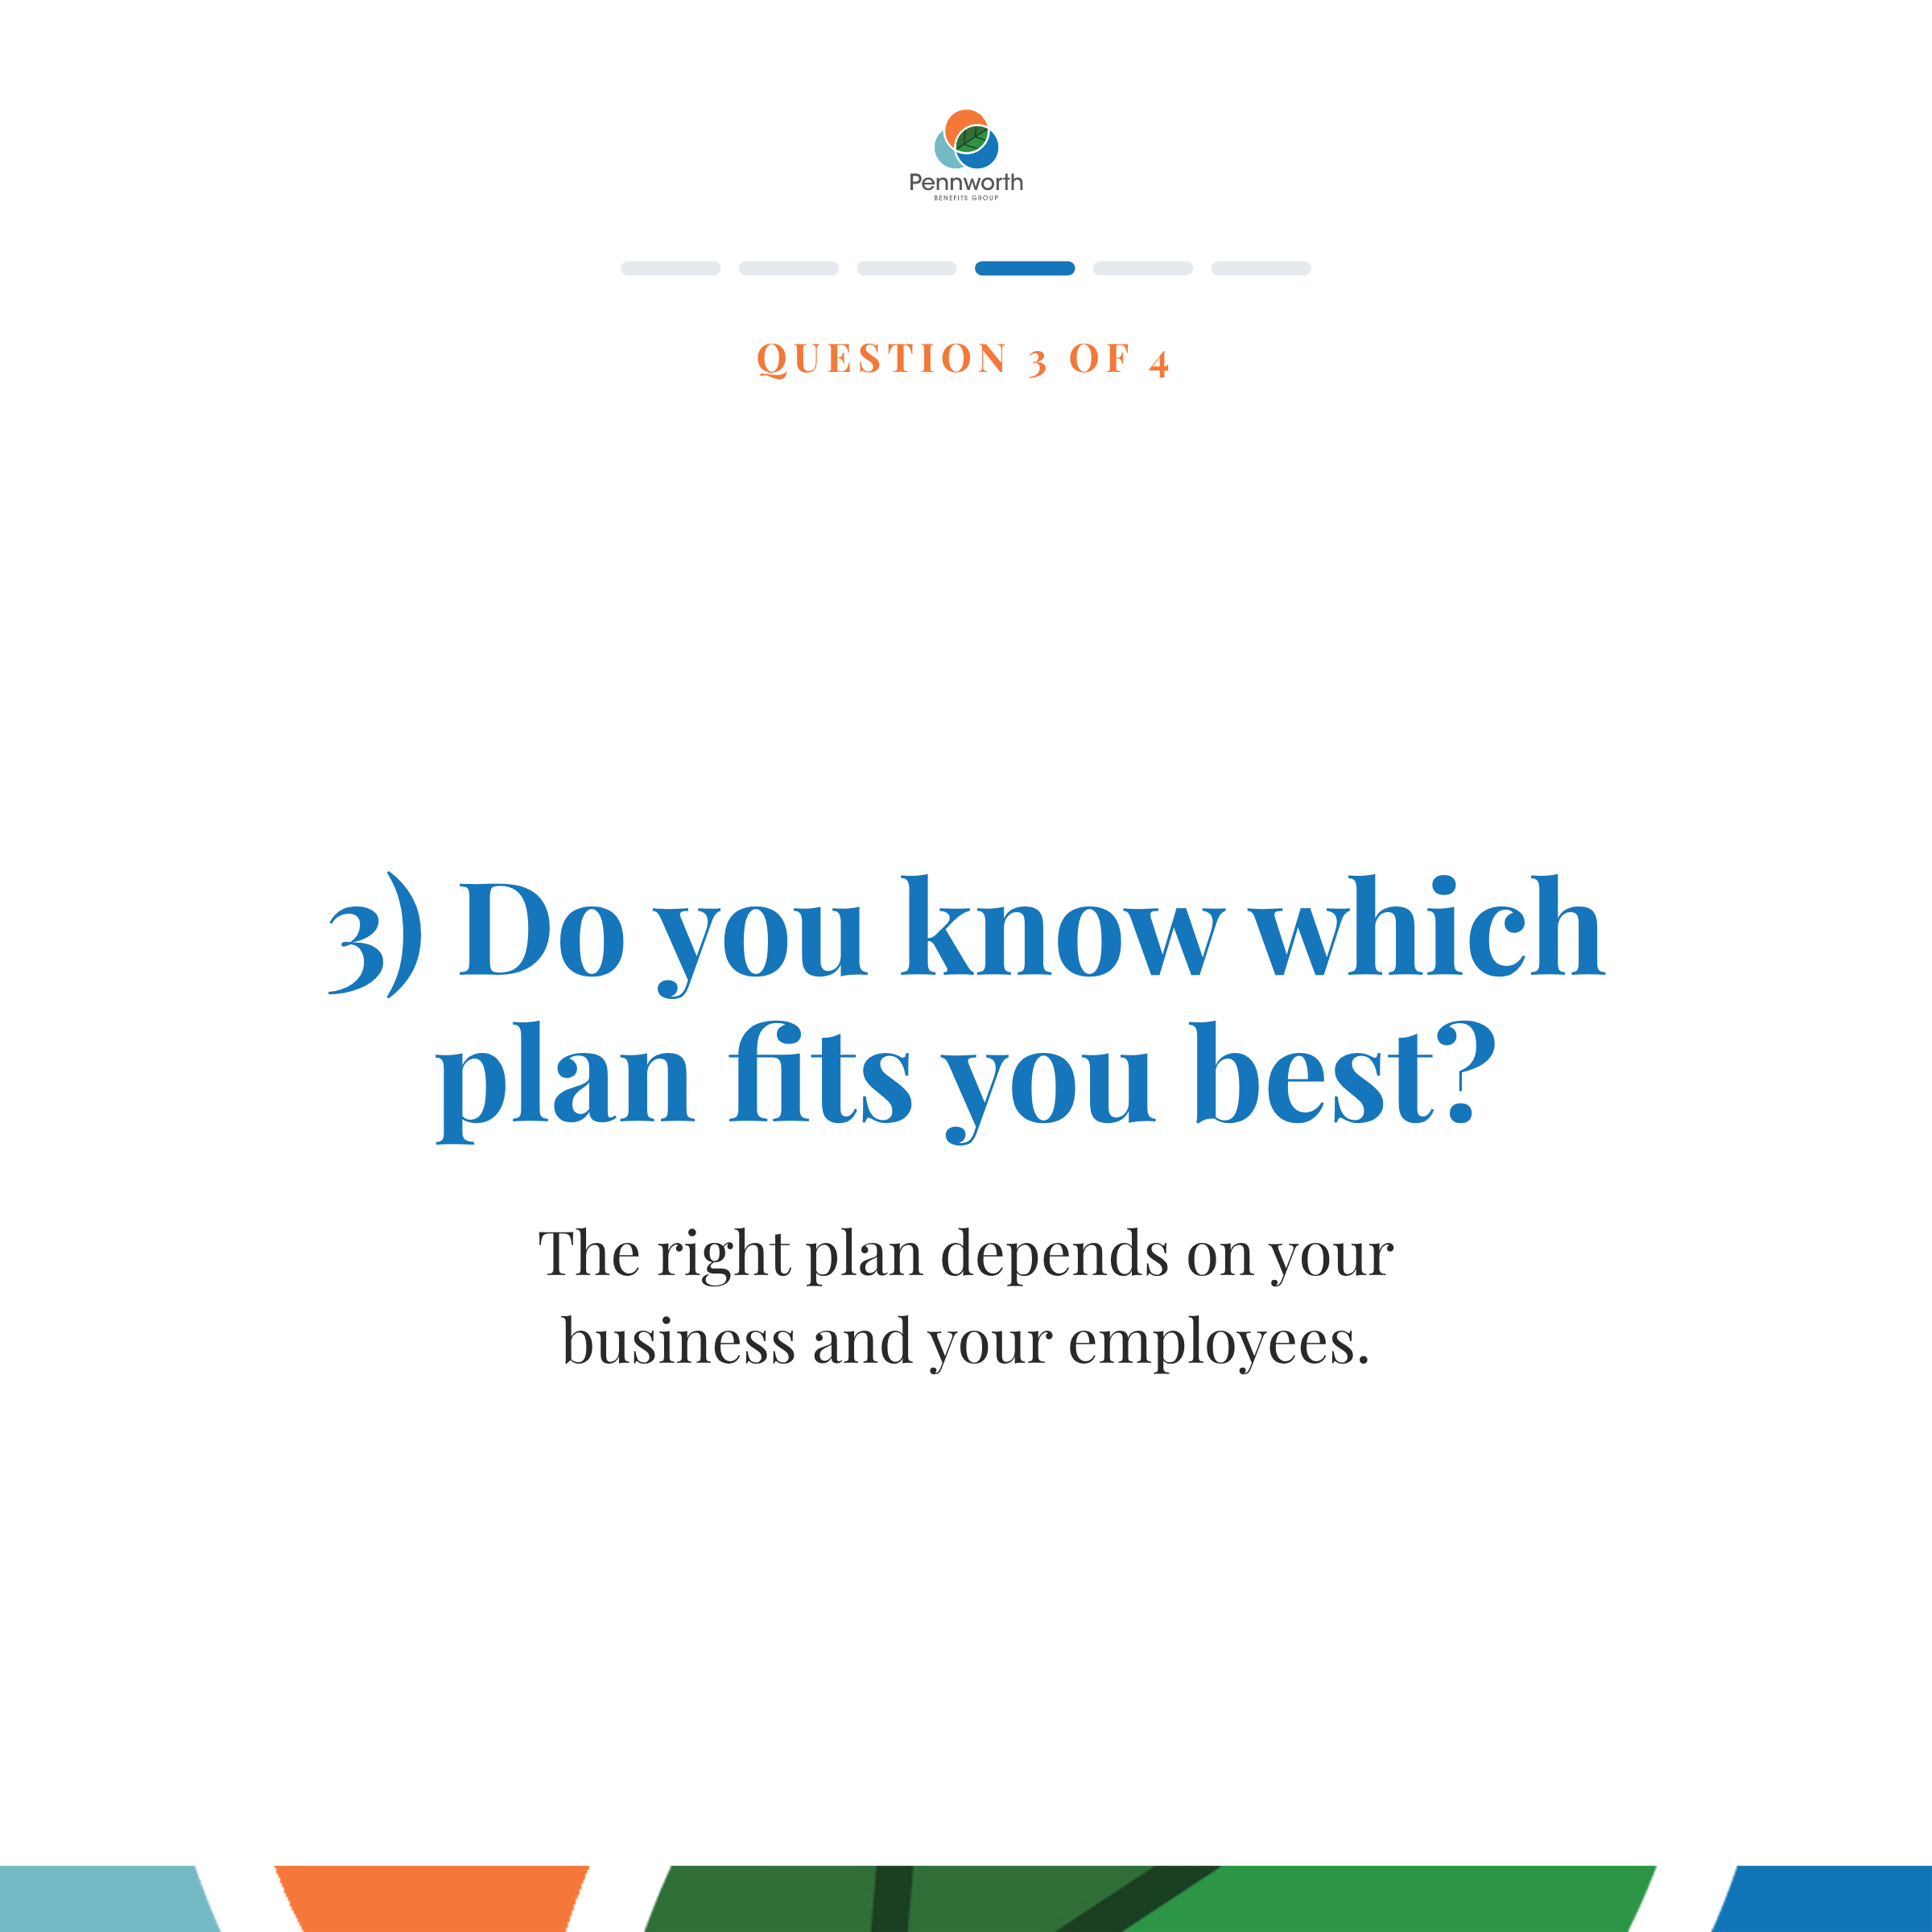 Pennworth
BENEFITS GROUP
QUESTION 3 OF 4
3) Do you know which
plan fits you best?
The right plan depends on your
business and your employees.